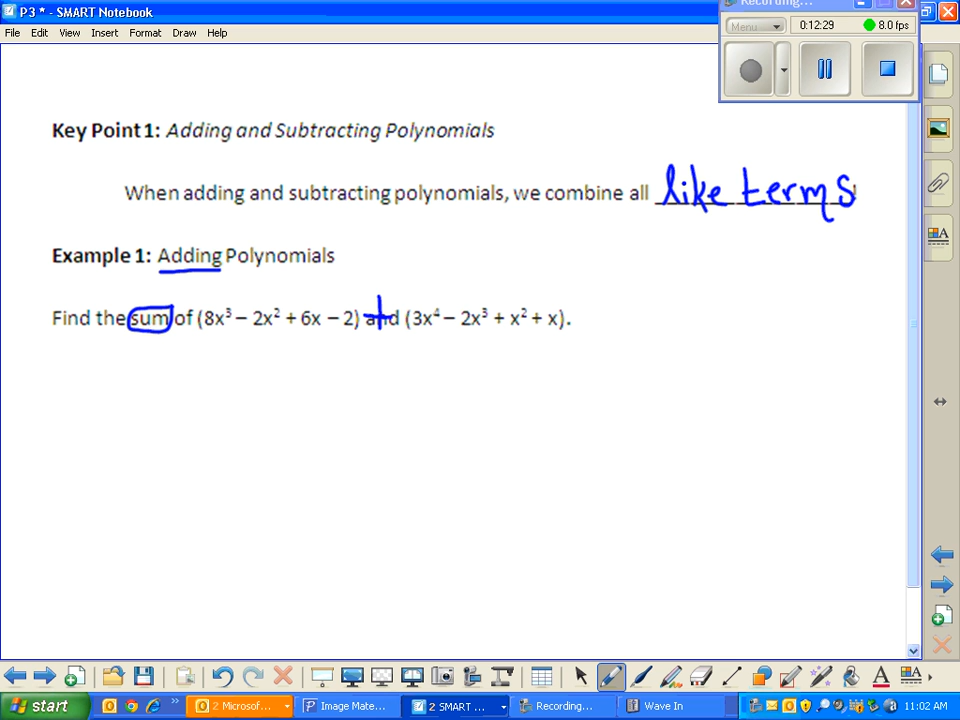 P3 * - SMART Notebook
Recording...
File Edit View Insert Format Draw Help
Menu 0:12:29 8.0 fps
Key Point 1: Adding and Subtracting Polynomials
When adding and subtracting polynomials, we combine all like terms
Example 1: Adding Polynomials
Find the sum of (8x³ – 2x² + 6x – 2) and + (3x⁴ – 2x³ + x² + x).
start 2 Microsof... Image Mate... 2 SMART ... Recording... Wave In 11:02 AM